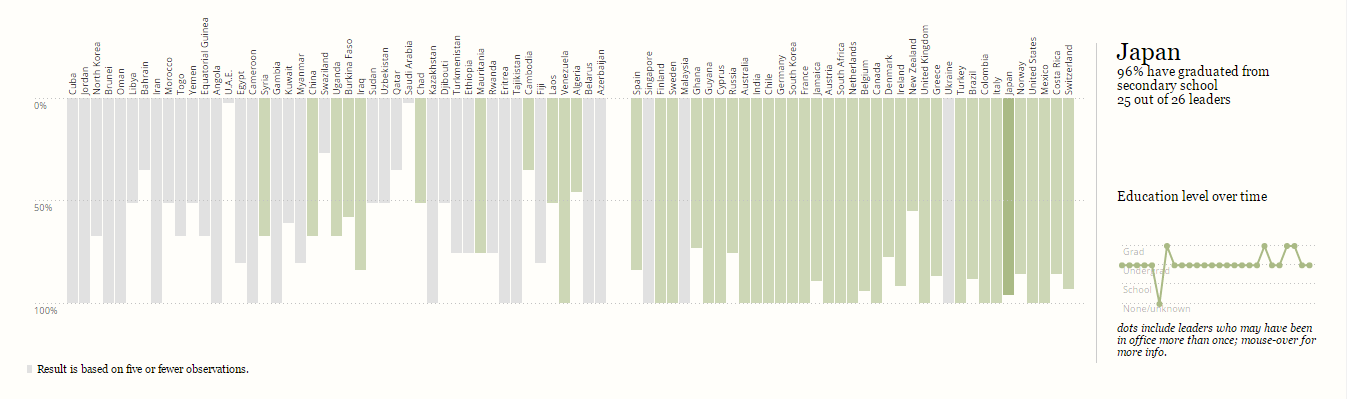 Cuba
Jordan
North Korea
Brunei
Oman
Libya
Bahrain
Iran
Morocco
Togo
Yemen
Equatorial Guinea
Angola
U.A.E.
Egypt
Cameroon
Syria
Gambia
Kuwait
Myanmar
China
Swaziland
Uganda
Burkina Faso
Iraq
Sudan
Uzbekistan
Qatar
Saudi Arabia
Chad
Kazakhstan
Djibouti
Turkmenistan
Ethiopia
Mauritania
Rwanda
Eritrea
Tajikistan
Cambodia
Fiji
Laos
Venezuela
Algeria
Belarus
Azerbaijan
Spain
Singapore
Finland
Sweden
Malaysia
Ghana
Guyana
Cyprus
Russia
Australia
India
Chile
Germany
South Korea
France
Jamaica
Austria
South Africa
Netherlands
Belgium
Canada
Denmark
Ireland
New Zealand
United Kingdom
Greece
Ukraine
Turkey
Brazil
Colombia
Italy
Japan
Norway
United States
Mexico
Costa Rica
Switzerland
0%
50%
100%
Result is based on five or fewer observations.
Japan
96% have graduated from
secondary school
25 out of 26 leaders
Education level over time
Grad
Undergrad
School
None/unknown
dots include leaders who may have been
in office more than once; mouse-over for
more info.